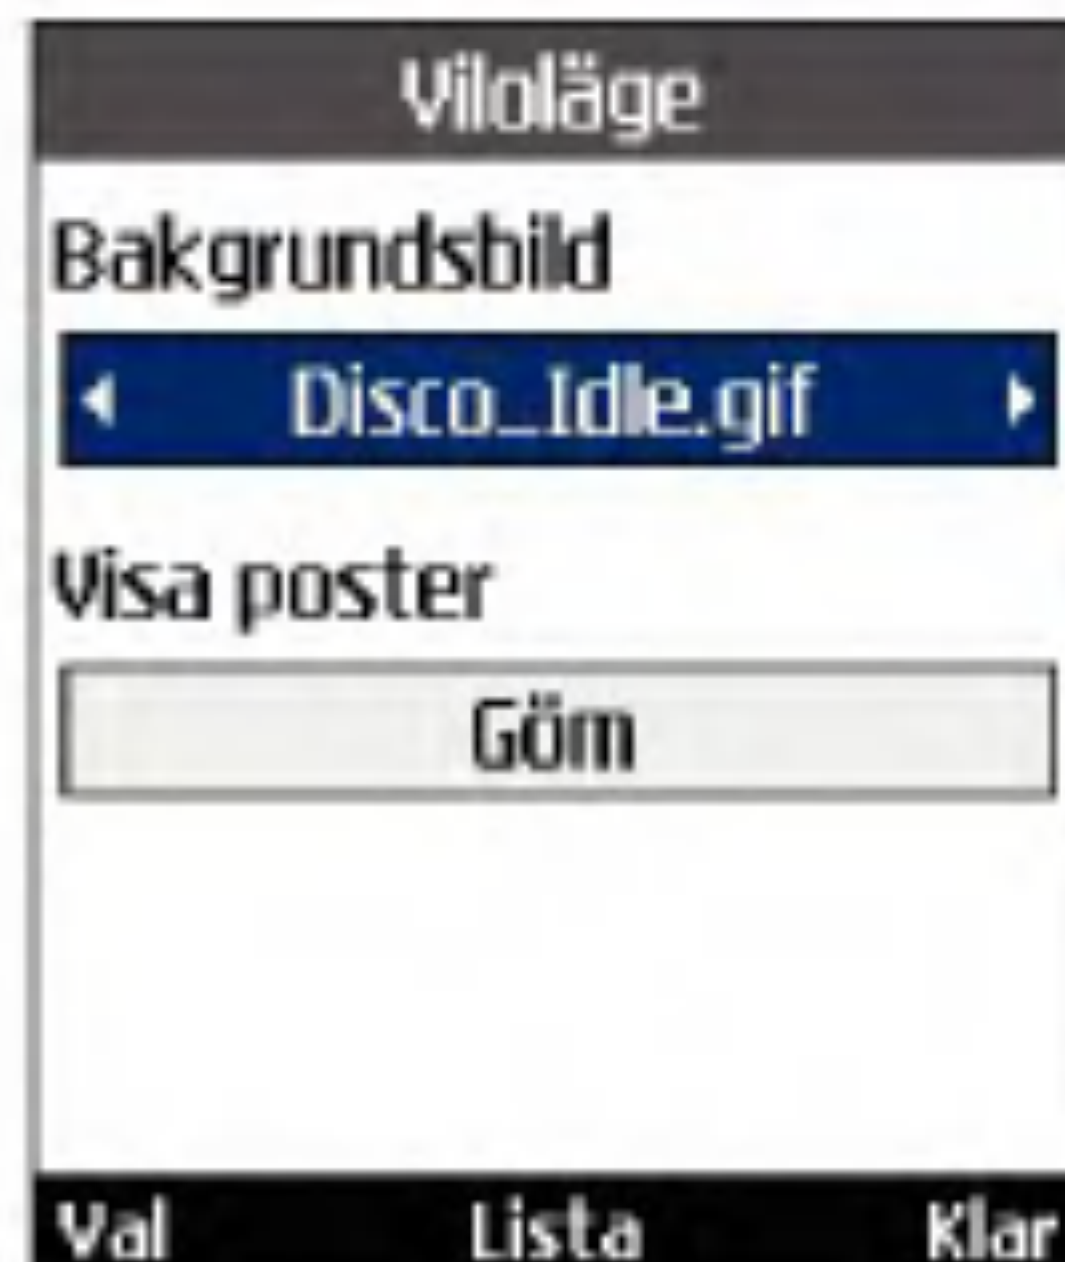 Viloläge
Bakgrundsbild
Disco_Idle.gif
Visa poster
Göm
Val Lista Klar